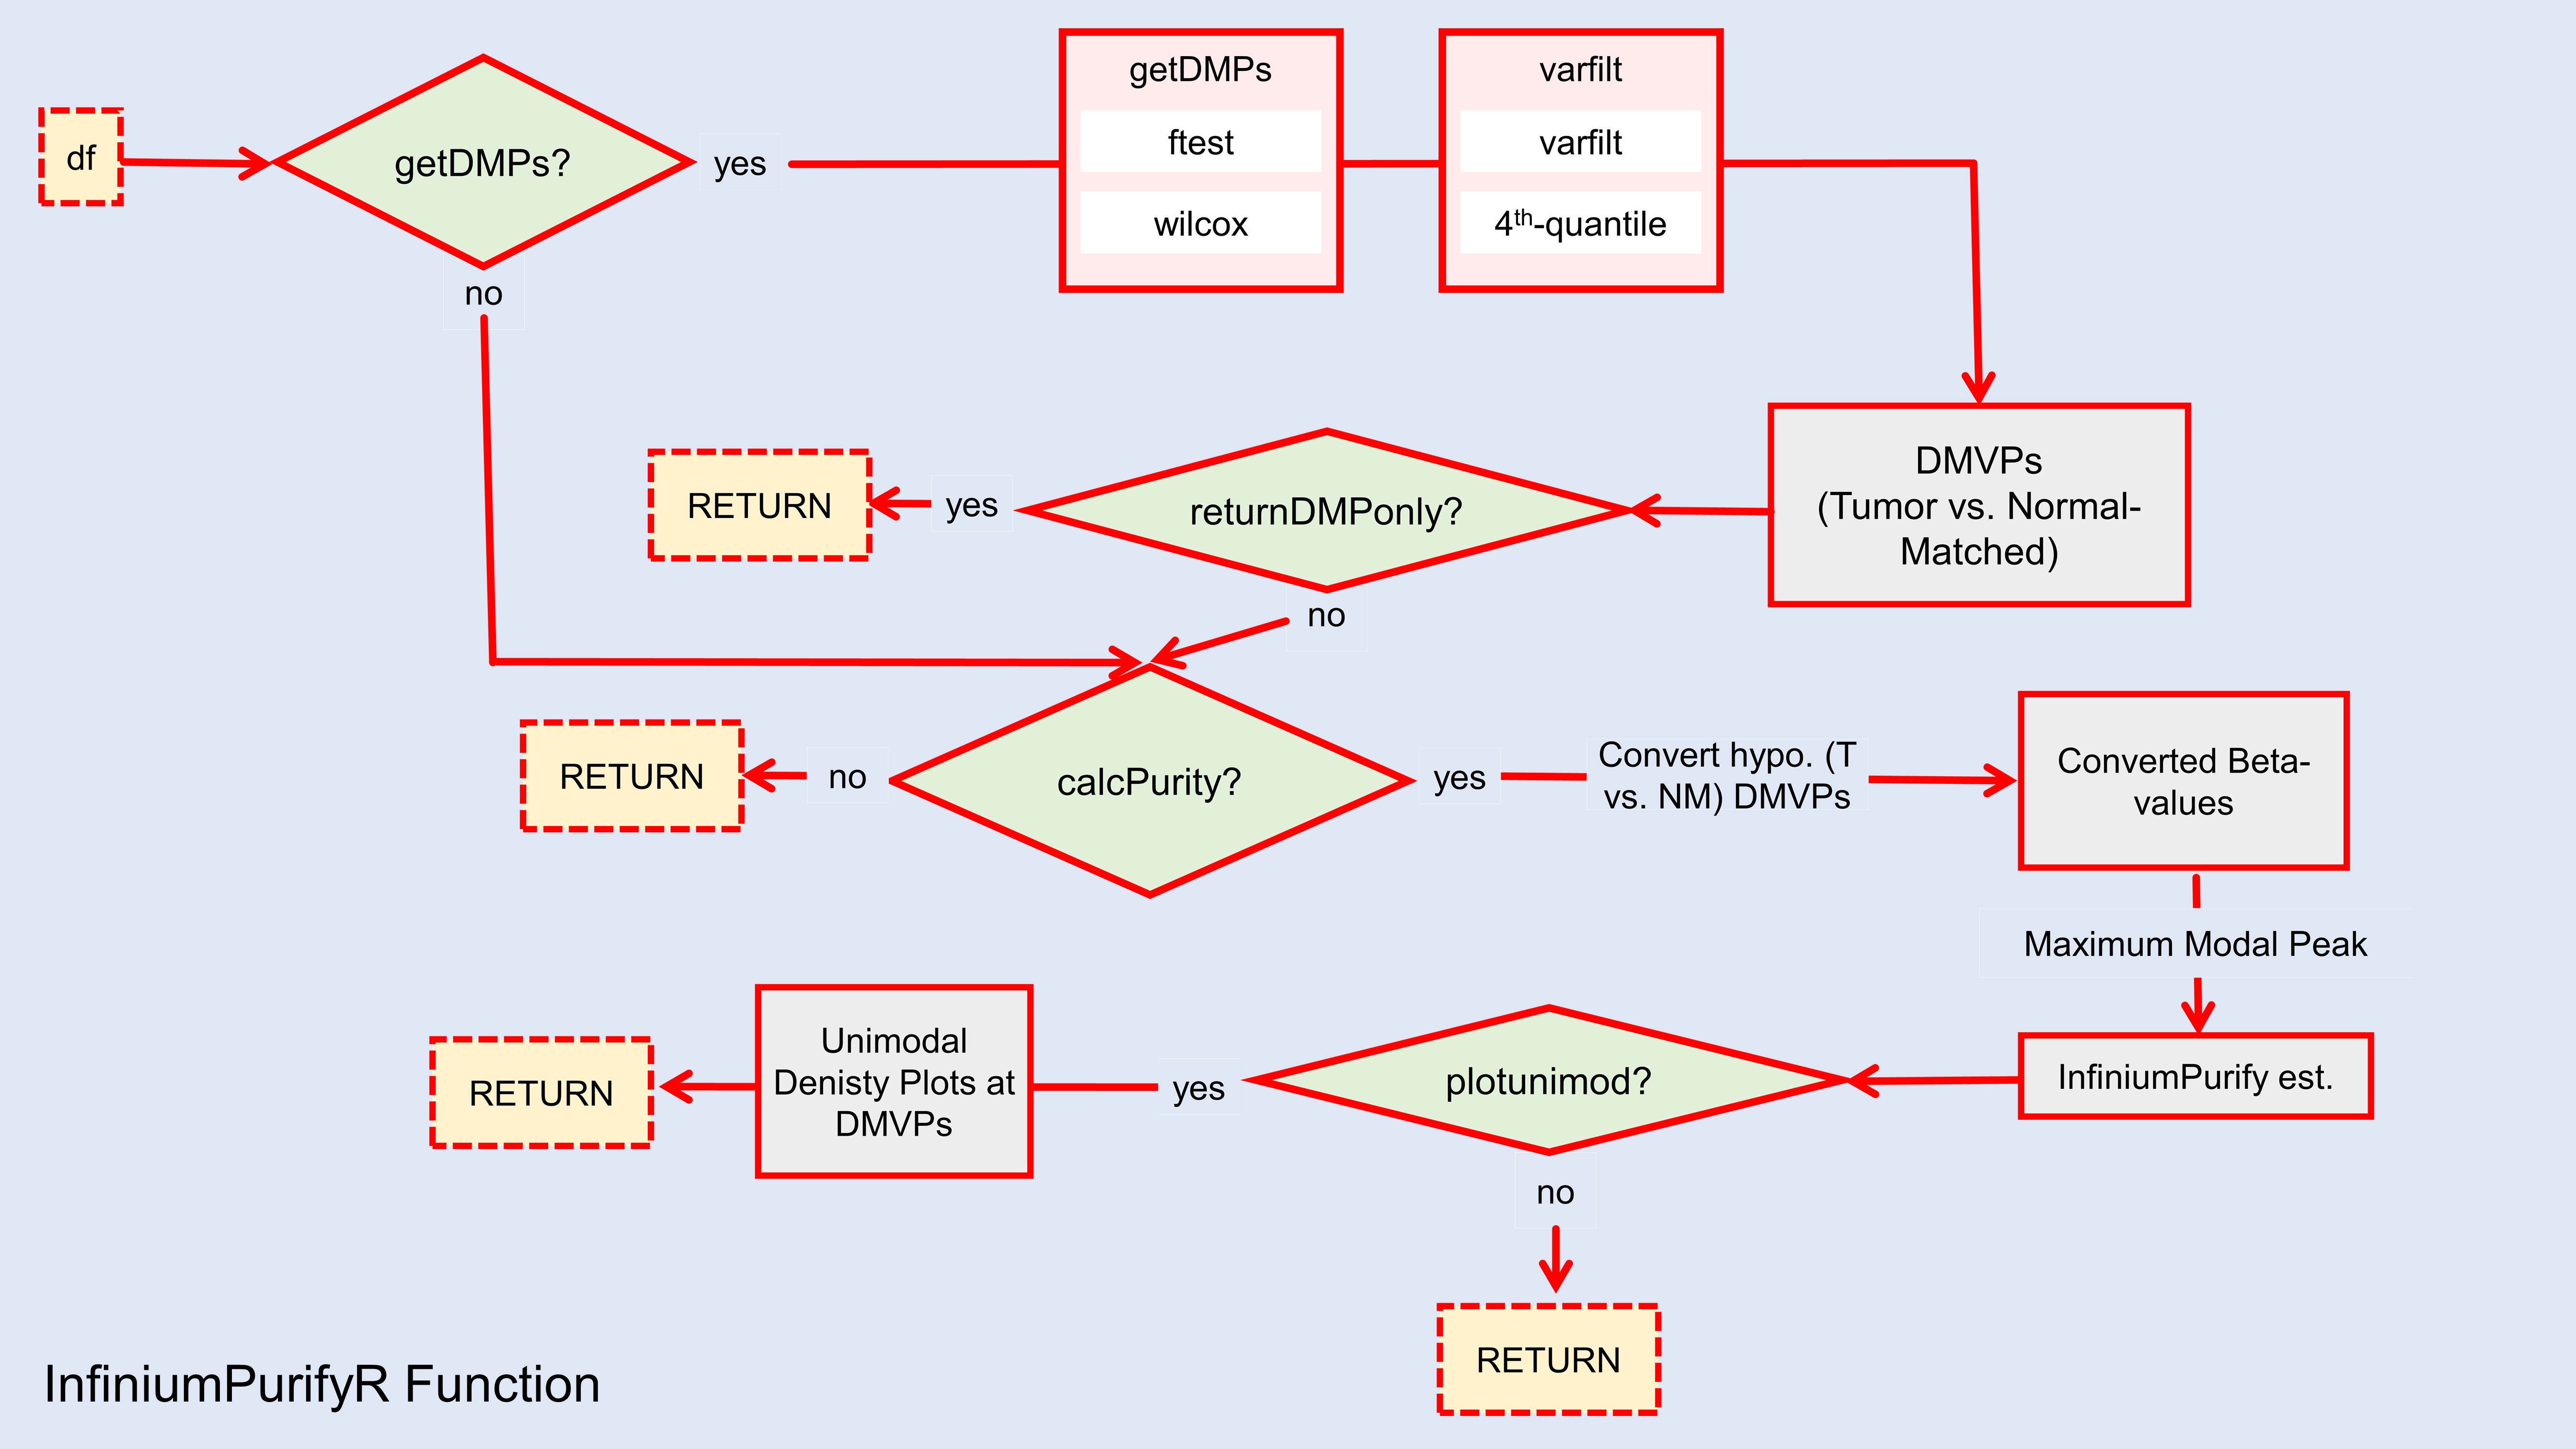 df
getDMPs?
yes
no
getDMPs
ftest
wilcox
varfilt
varfilt
4th-quantile
DMVPs
(Tumor vs. Normal-
Matched)
returnDMPonly?
yes
RETURN
no
calcPurity?
no
RETURN
yes
Convert hypo. (T
vs. NM) DMVPs
Converted Beta-
values
Maximum Modal Peak
InfiniumPurify est.
plotunimod?
yes
Unimodal
Denisty Plots at
DMVPs
RETURN
no
RETURN
InfiniumPurifyR Function